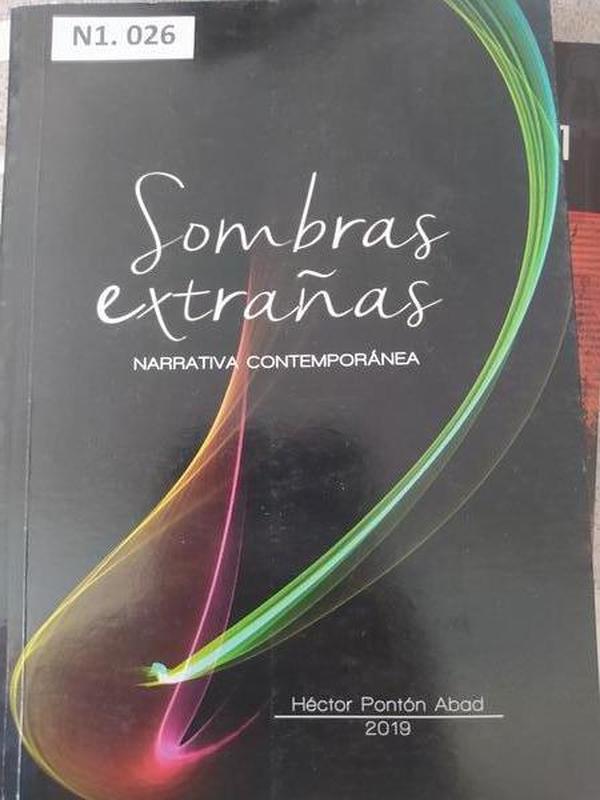 N1. 026
Sombras
extrañas
NARRATIVA CONTEMPORÁNEA
Héctor Pontón Abad
2019